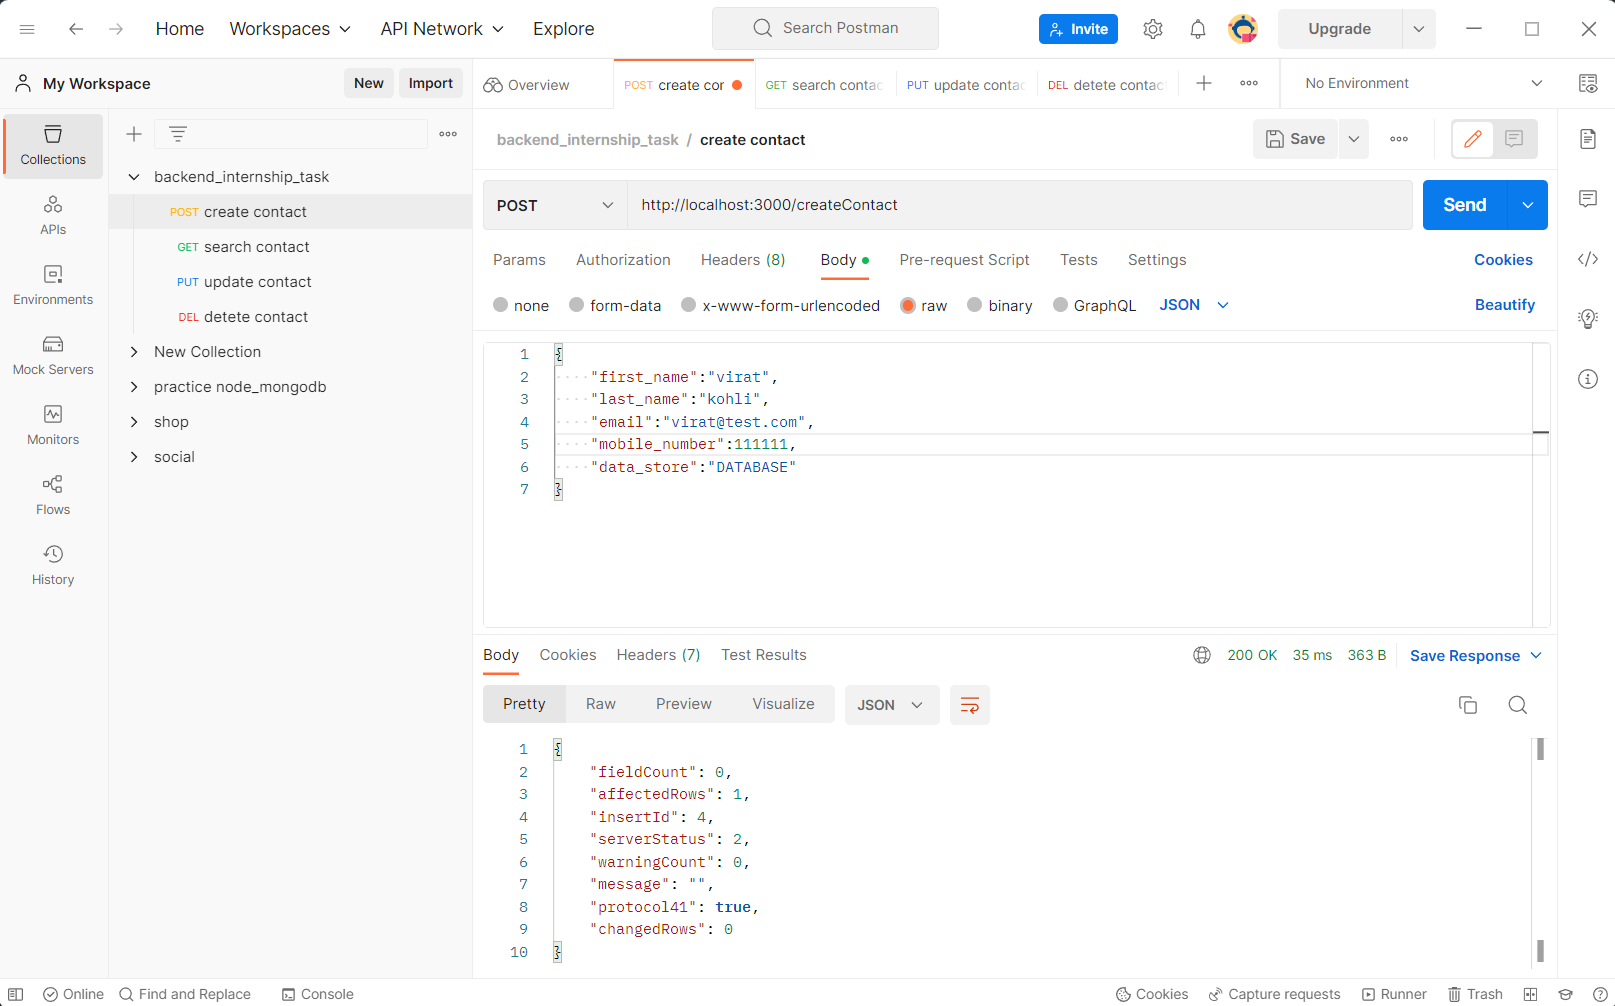 Home Workspaces API Network Explore Search Postman Invite Upgrade
My Workspace New Import Overview POST create cor GET search contac PUT update contac DEL detete contac No Environment
Collections
APIs
Environments
Mock Servers
Monitors
Flows
History
backend_internship_task
POST create contact
GET search contact
PUT update contact
DEL detete contact
New Collection
practice node_mongodb
shop
social
backend_internship_task / create contact Save
POST http://localhost:3000/createContact Send
Params Authorization Headers (8) Body Pre-request Script Tests Settings Cookies
none form-data x-www-form-urlencoded raw binary GraphQL JSON Beautify
1 {
2 "first_name":"virat",
3 "last_name":"kohli",
4 "email":"virat@test.com",
5 "mobile_number":111111,
6 "data_store":"DATABASE"
7 }
Body Cookies Headers (7) Test Results 200 OK 35 ms 363 B Save Response
Pretty Raw Preview Visualize JSON
1 {
2 "fieldCount": 0,
3 "affectedRows": 1,
4 "insertId": 4,
5 "serverStatus": 2,
6 "warningCount": 0,
7 "message": "",
8 "protocol41": true,
9 "changedRows": 0
10 }
Online Find and Replace Console Cookies Capture requests Runner Trash